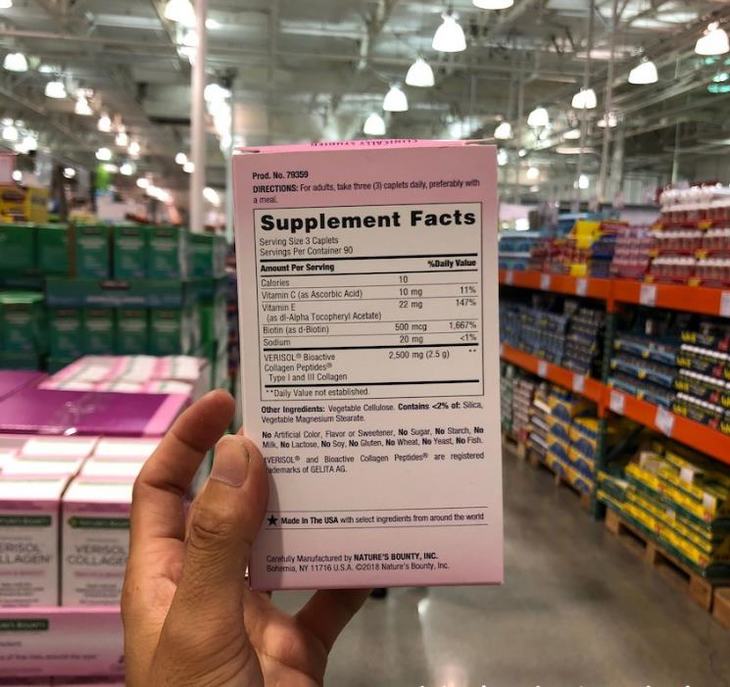 CLINICALLY STUDIED
Prod. No. 79359
DIRECTIONS: For adults, take three (3) caplets daily, preferably with
a meal.
Supplement Facts
Serving Size 3 Caplets
Servings Per Container 90
Amount Per Serving %Daily Value
Calories 10
Vitamin C (as Ascorbic Acid) 10 mg 11%
Vitamin E 22 mg 147%
(as dl-Alpha Tocopheryl Acetate)
Biotin (as d-Biotin) 500 mcg 1,667%
Sodium 20 mg <1%
VERISOL® Bioactive 2,500 mg (2.5 g) **
Collagen Peptides®
Type I and III Collagen
**Daily Value not established.
Other Ingredients: Vegetable Cellulose. Contains <2% of: Silica,
Vegetable Magnesium Stearate.
No Artificial Color, Flavor or Sweetener, No Sugar, No Starch, No
Milk, No Lactose, No Soy, No Gluten, No Wheat, No Yeast, No Fish.
VERISOL® and Bioactive Collagen Peptides® are registered
trademarks of GELITA AG.
★ Made In The USA with select ingredients from around the world
Carefully Manufactured by NATURE'S BOUNTY, INC.
Bohemia, NY 11716 U.S.A. ©2018 Nature's Bounty, Inc.
VERISOL
COLLAGEN